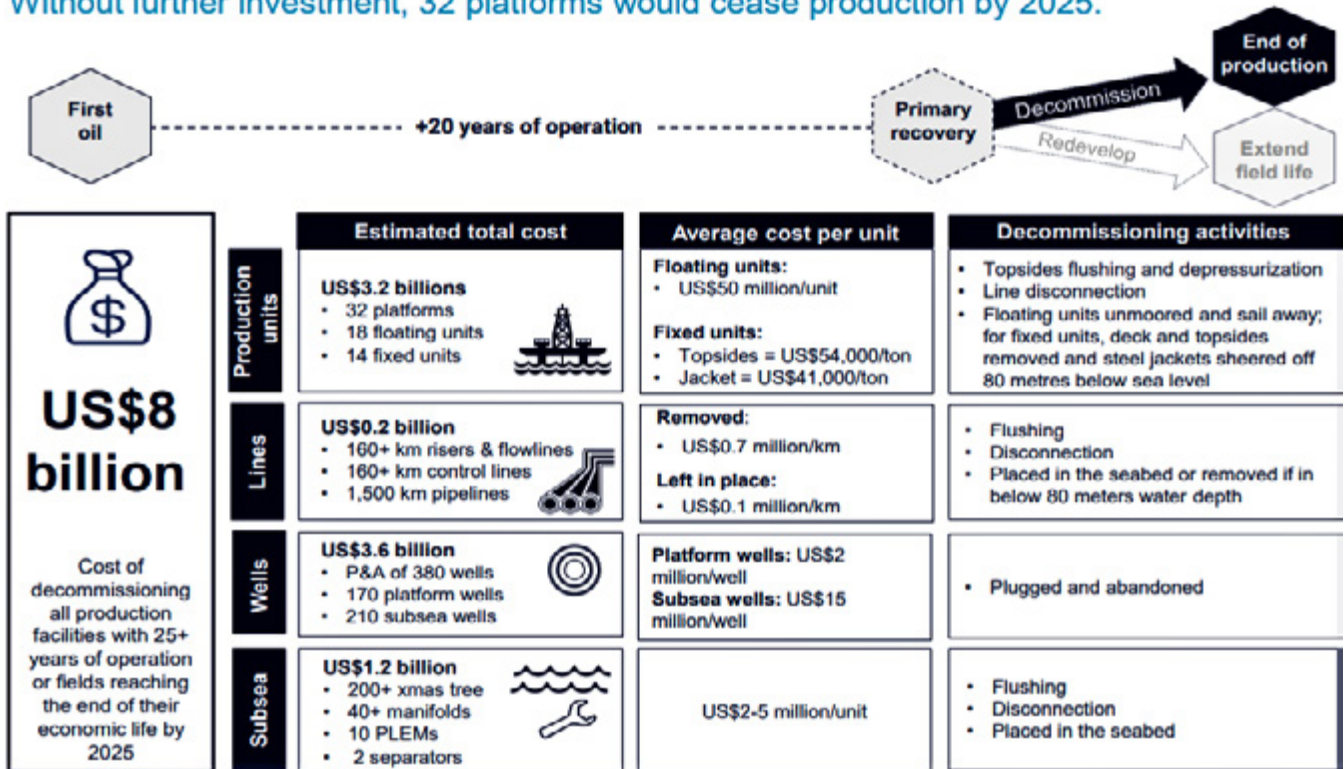 Without further investment, 32 platforms would cease production by 2025.
First
oil
+20 years of operation
Primary
recovery
Decommission
Redevelop
End of
production
Extend
field life
US$8
billion
Cost of
decommissioning
all production
facilities with 25+
years of operation
or fields reaching
the end of their
economic life by
2025
Estimated total cost
Average cost per unit
Decommissioning activities
Production
units
US$3.2 billions
• 32 platforms
• 18 floating units
• 14 fixed units
Floating units:
• US$50 million/unit
Fixed units:
• Topsides = US$54,000/ton
• Jacket = US$41,000/ton
• Topsides flushing and depressurization
• Line disconnection
• Floating units unmoored and sail away;
for fixed units, deck and topsides
removed and steel jackets sheered off
80 metres below sea level
Lines
US$0.2 billion
• 160+ km risers & flowlines
• 160+ km control lines
• 1,500 km pipelines
Removed:
• US$0.7 million/km
Left in place:
• US$0.1 million/km
• Flushing
• Disconnection
• Placed in the seabed or removed if in
below 80 meters water depth
Wells
US$3.6 billion
• P&A of 380 wells
• 170 platform wells
• 210 subsea wells
Platform wells: US$2
million/well
Subsea wells: US$15
million/well
• Plugged and abandoned
Subsea
US$1.2 billion
• 200+ xmas tree
• 40+ manifolds
• 10 PLEMs
• 2 separators
US$2-5 million/unit
• Flushing
• Disconnection
• Placed in the seabed